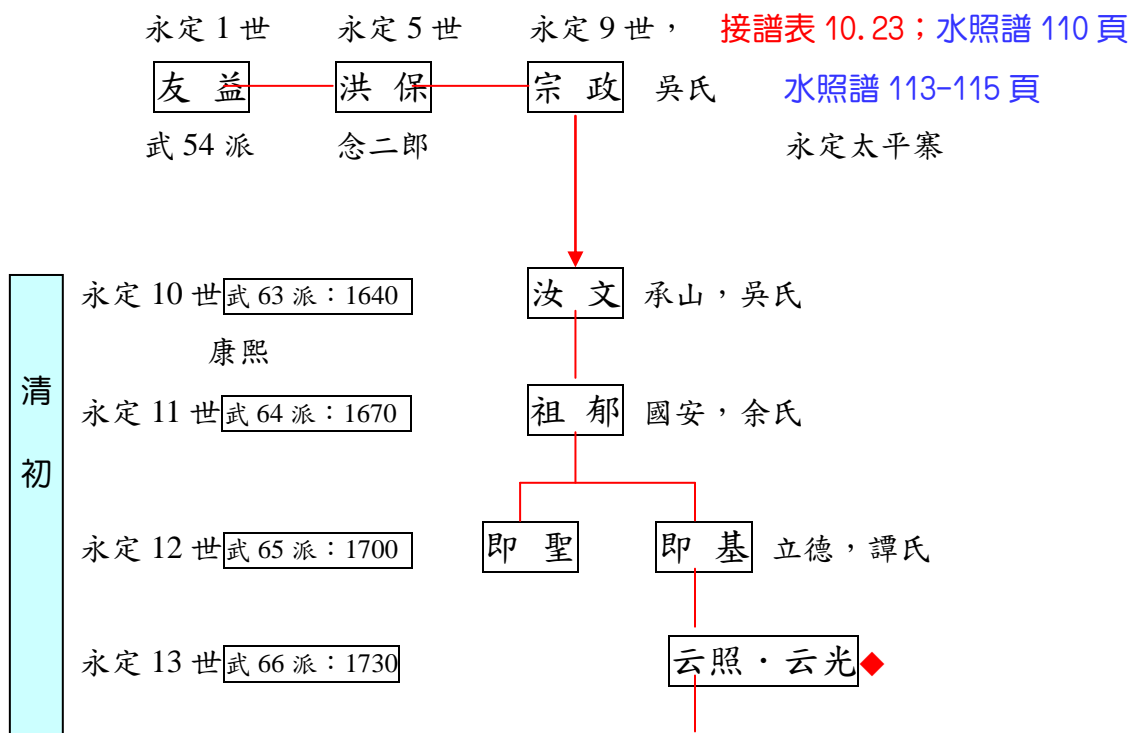 永定 1 世 永定 5 世 永定 9 世， 接譜表 10.23；水照譜 110 頁
友 益 洪 保 宗 政 吳氏 水照譜 113-115 頁
武 54 派 念二郎 永定太平寨
永定 10 世 武 63 派：1640 汝 文 承山，吳氏
康熙
清初
永定 11 世 武 64 派：1670 祖 郁 國安，余氏
永定 12 世 武 65 派：1700 即 聖 即 基 立德，譚氏
永定 13 世 武 66 派：1730 云照‧云光◆